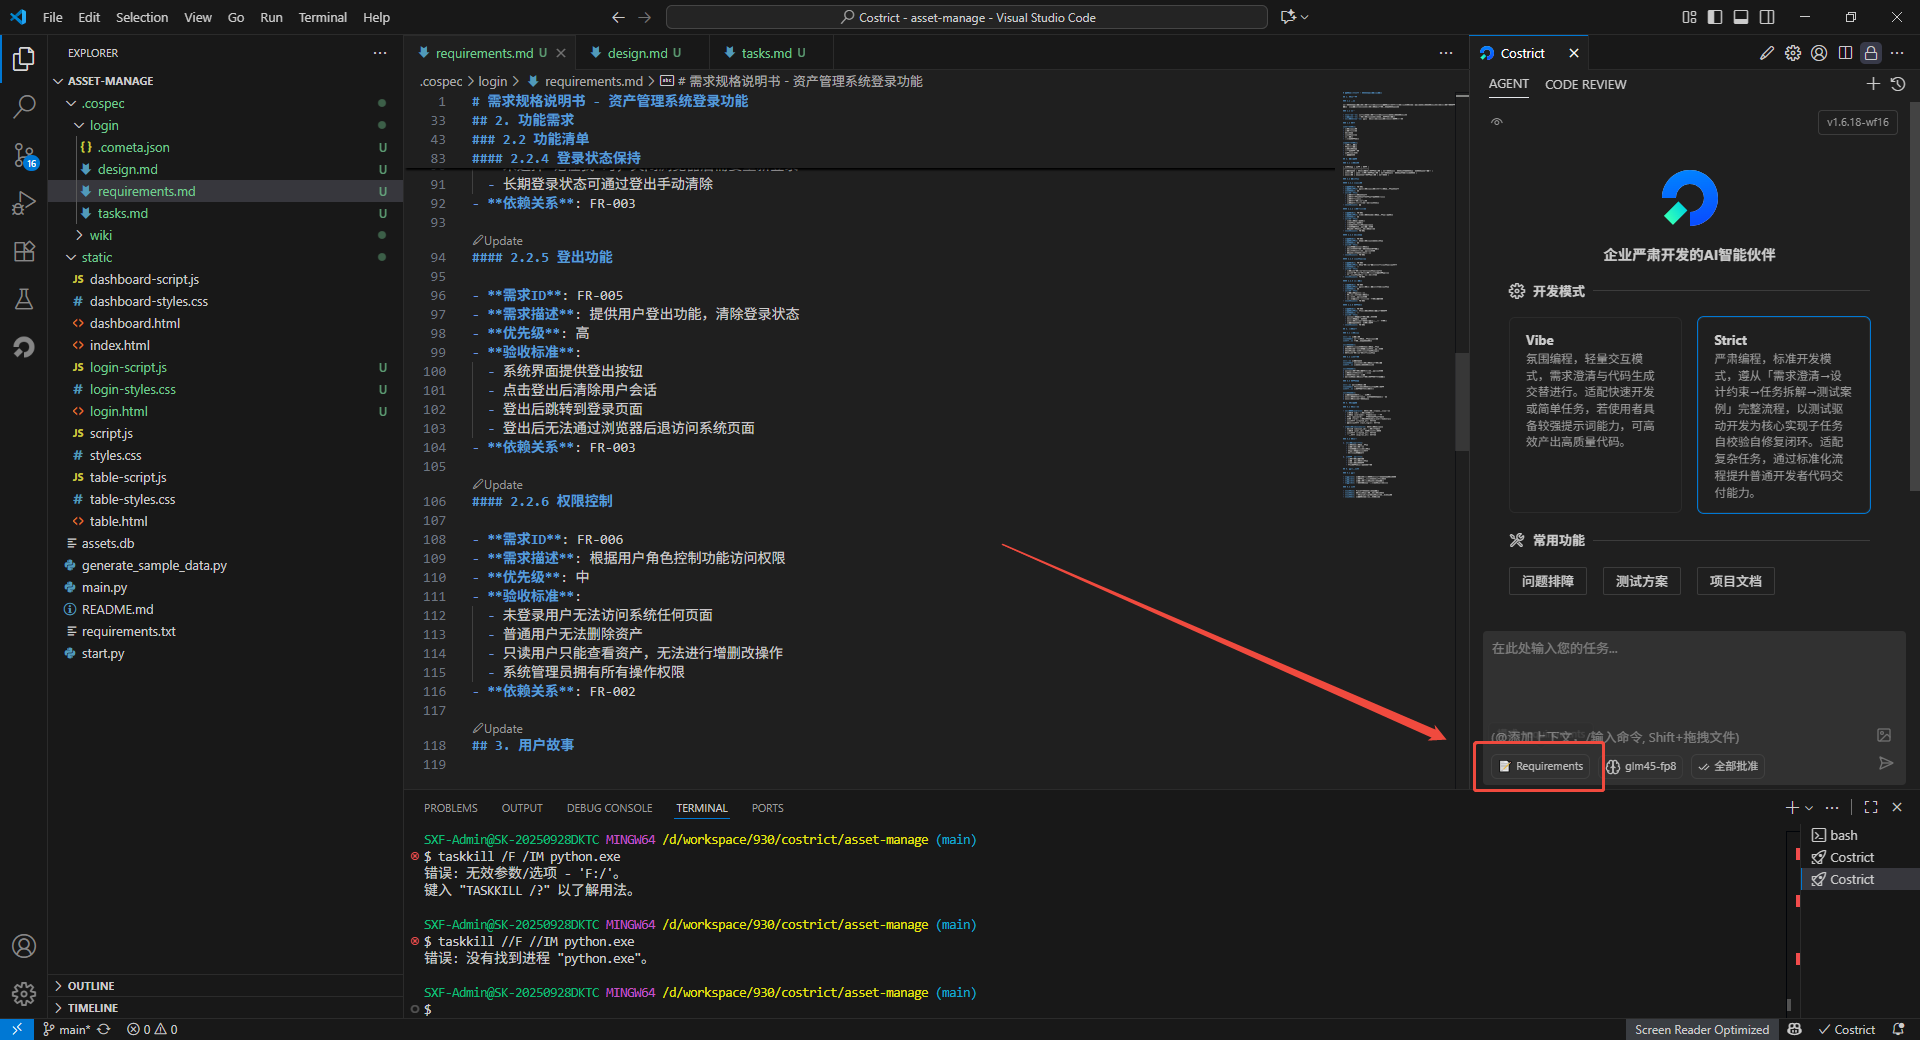 File Edit Selection View Go Run Terminal Help
Costrict - asset-manage - Visual Studio Code
EXPLORER
ASSET-MANAGE
.cospec
login
.cometa.json U
design.md U
requirements.md U
tasks.md U
wiki
static
dashboard-script.js
dashboard-styles.css
dashboard.html
index.html
login-script.js U
login-styles.css U
login.html U
script.js
styles.css
table-script.js
table-styles.css
table.html
assets.db
generate_sample_data.py
main.py
README.md
requirements.txt
start.py
OUTLINE
TIMELINE
16
requirements.md U
design.md U
tasks.md U
.cospec > login > requirements.md > # 需求规格说明书 - 资产管理系统登录功能
1 # 需求规格说明书 - 资产管理系统登录功能
33 ## 2. 功能需求
43 ### 2.2 功能清单
83 #### 2.2.4 登录状态保持
91 - 长期登录状态可通过登出手动清除
92 - **依赖关系**: FR-003
93
Update
94 #### 2.2.5 登出功能
95
96 - **需求ID**: FR-005
97 - **需求描述**: 提供用户登出功能，清除登录状态
98 - **优先级**: 高
99 - **验收标准**:
100 - 系统界面提供登出按钮
101 - 点击登出后清除用户会话
102 - 登出后跳转到登录页面
103 - 登出后无法通过浏览器后退访问系统页面
104 - **依赖关系**: FR-003
105
Update
106 #### 2.2.6 权限控制
107
108 - **需求ID**: FR-006
109 - **需求描述**: 根据用户角色控制功能访问权限
110 - **优先级**: 中
111 - **验收标准**:
112 - 未登录用户无法访问系统任何页面
113 - 普通用户无法删除资产
114 - 只读用户只能查看资产，无法进行增删改操作
115 - 系统管理员拥有所有操作权限
116 - **依赖关系**: FR-002
117
Update
118 ## 3. 用户故事
119
PROBLEMS OUTPUT DEBUG CONSOLE TERMINAL PORTS
SXF-Admin@SK-20250928DKTC MINGW64 /d/workspace/930/costrict/asset-manage (main)
$ taskkill /F /IM python.exe
错误: 无效参数/选项 - 'F:/'。
键入 "TASKKILL /?" 以了解用法。
SXF-Admin@SK-20250928DKTC MINGW64 /d/workspace/930/costrict/asset-manage (main)
$ taskkill //F //IM python.exe
错误: 没有找到进程 "python.exe"。
SXF-Admin@SK-20250928DKTC MINGW64 /d/workspace/930/costrict/asset-manage (main)
$
bash
Costrict
Costrict
Costrict
AGENT CODE REVIEW
v1.6.18-wf16
企业严肃开发的AI智能伙伴
开发模式
Vibe
氛围编程，轻量交互模
式，需求澄清与代码生成
交替进行。适配快速开发
或简单任务，若使用者具
备较强提示词能力，可高
效产出高质量代码。
Strict
严肃编程，标准开发模
式，遵从「需求澄清→设
计约束→任务拆解→测试案
例」完整流程，以测试驱
动开发为核心实现子任务
自校验自修复闭环。适配
复杂任务，通过标准化流
程提升普通开发者代码交
付能力。
常用功能
问题排障 测试方案 项目文档
在此处输入您的任务...
(@添加上下文，/输入命令, Shift+拖拽文件)
Requirements glm45-fp8 全部批准
main* 0 0
Screen Reader Optimized Costrict